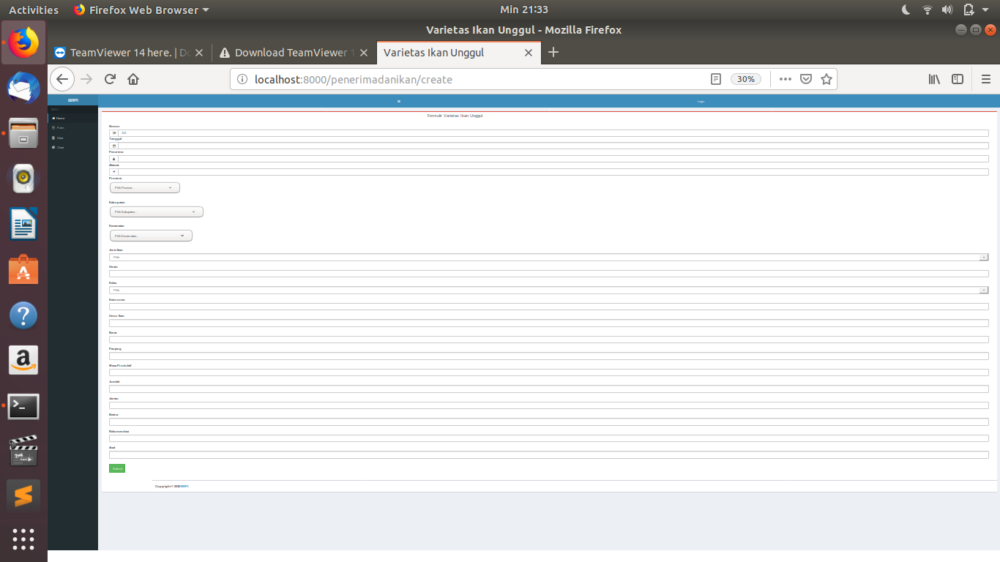 Activities Firefox Web Browser Min 21:33
Varietas Ikan Unggul - Mozilla Firefox
TeamViewer 14 here. | Do Download TeamViewer 1 Varietas Ikan Unggul
localhost:8000/penerimadanikan/create 30%
BRPI Login
MENU
Home
Form
Data
Chart
Formulir Varietas Ikan Unggul
Nomor
Tanggal
Penerima
Alamat
Provinsi
Pilih Provinsi...
Kabupaten
Pilih Kabupaten...
Kecamatan
Pilih Kecamatan...
Jenis Ikan
Pilih
Strain
Kelas
Pilih
Keturunan
Umur Ikan
Berat
Panjang
Masa Produktif
Jumlah
Jantan
Betina
Rekomendasi
Asal
Submit
Copyright © 2018 BRPI.